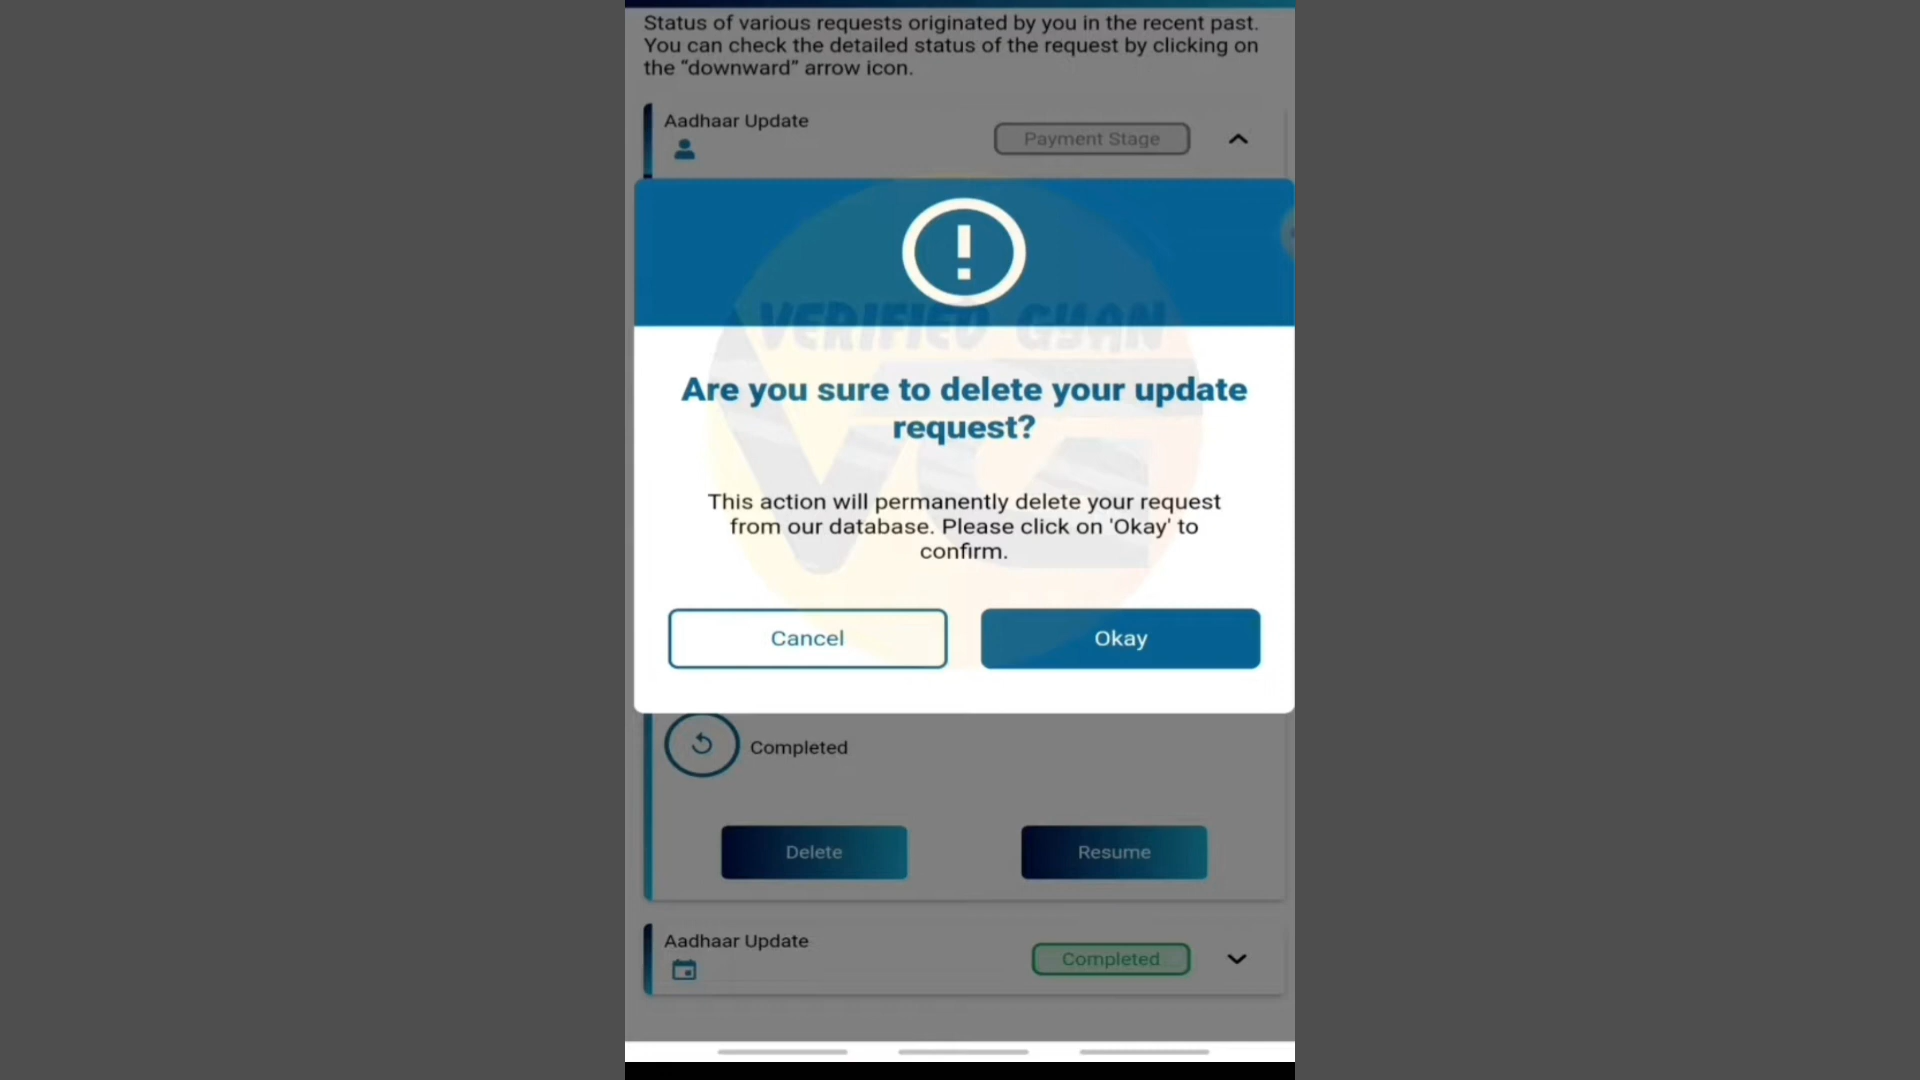 Status of various requests originated by you in the recent past.
You can check the detailed status of the request by clicking on
the “downward” arrow icon.
Aadhaar Update
Payment Stage
VERIFIED GYAN
VG
Are you sure to delete your update
request?
This action will permanently delete your request
from our database. Please click on 'Okay' to
confirm.
Cancel
Okay
Completed
Delete
Resume
Aadhaar Update
Completed